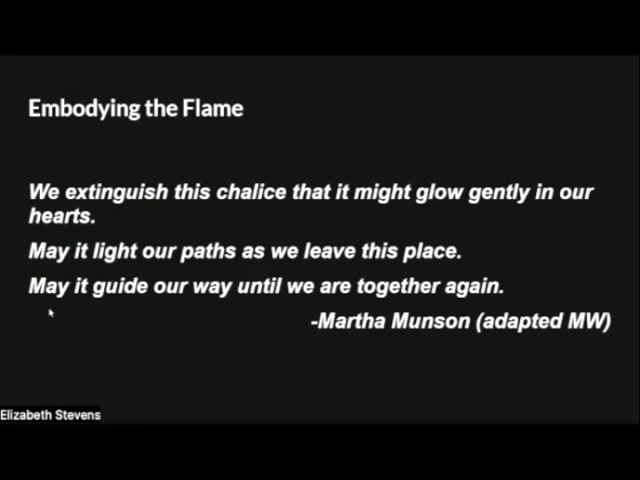 Embodying the Flame
We extinguish this chalice that it might glow gently in our
hearts.
May it light our paths as we leave this place.
May it guide our way until we are together again.
-Martha Munson (adapted MW)
Elizabeth Stevens